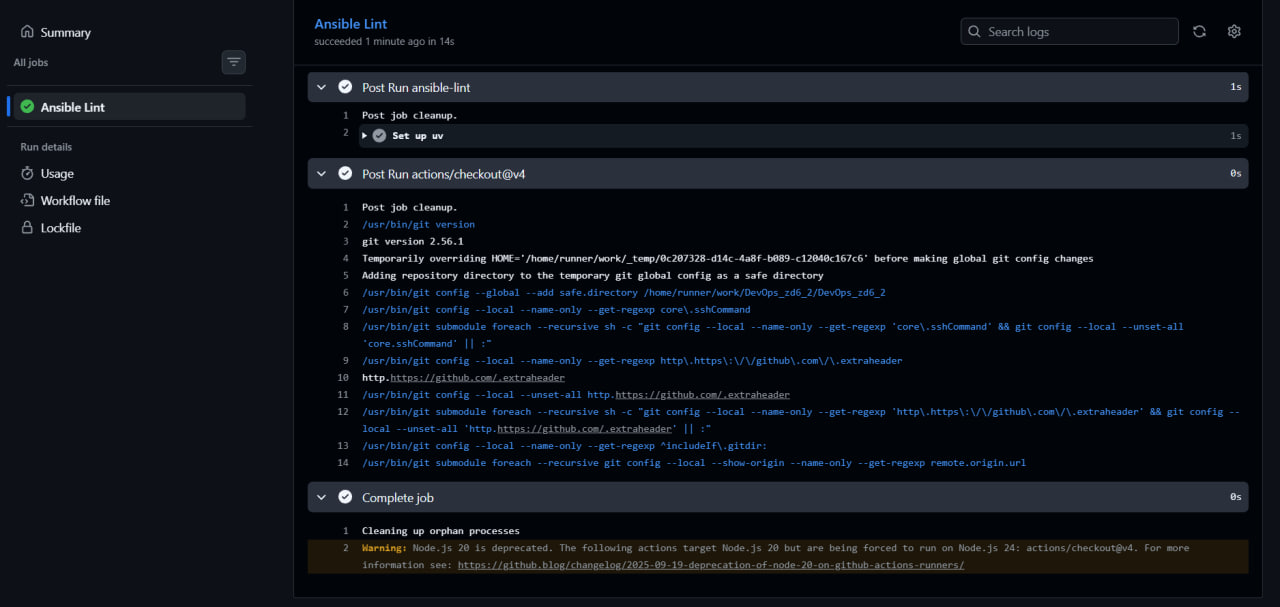 Summary
All jobs
Ansible Lint
Run details
Usage
Workflow file
Lockfile
Ansible Lint
succeeded 1 minute ago in 14s
Search logs
Post Run ansible-lint 1s
1 Post job cleanup.
2 Set up uv 1s
Post Run actions/checkout@v4 0s
1 Post job cleanup.
2 /usr/bin/git version
3 git version 2.56.1
4 Temporarily overriding HOME='/home/runner/work/_temp/0c207328-d14c-4a8f-b089-c12040c167c6' before making global git config changes
5 Adding repository directory to the temporary git global config as a safe directory
6 /usr/bin/git config --global --add safe.directory /home/runner/work/DevOps_zd6_2/DevOps_zd6_2
7 /usr/bin/git config --local --name-only --get-regexp core\.sshCommand
8 /usr/bin/git submodule foreach --recursive sh -c "git config --local --name-only --get-regexp 'core\.sshCommand' && git config --local --unset-all
'core.sshCommand' || :"
9 /usr/bin/git config --local --name-only --get-regexp http\.https\:\/\/github\.com\/\.extraheader
10 http.https://github.com/.extraheader
11 /usr/bin/git config --local --unset-all http.https://github.com/.extraheader
12 /usr/bin/git submodule foreach --recursive sh -c "git config --local --name-only --get-regexp 'http\.https\:\/\/github\.com\/\.extraheader' && git config --
local --unset-all 'http.https://github.com/.extraheader' || :"
13 /usr/bin/git config --local --name-only --get-regexp ^includeIf\.gitdir:
14 /usr/bin/git submodule foreach --recursive git config --local --show-origin --name-only --get-regexp remote.origin.url
Complete job 0s
1 Cleaning up orphan processes
2 Warning: Node.js 20 is deprecated. The following actions target Node.js 20 but are being forced to run on Node.js 24: actions/checkout@v4. For more
information see: https://github.blog/changelog/2025-09-19-deprecation-of-node-20-on-github-actions-runners/